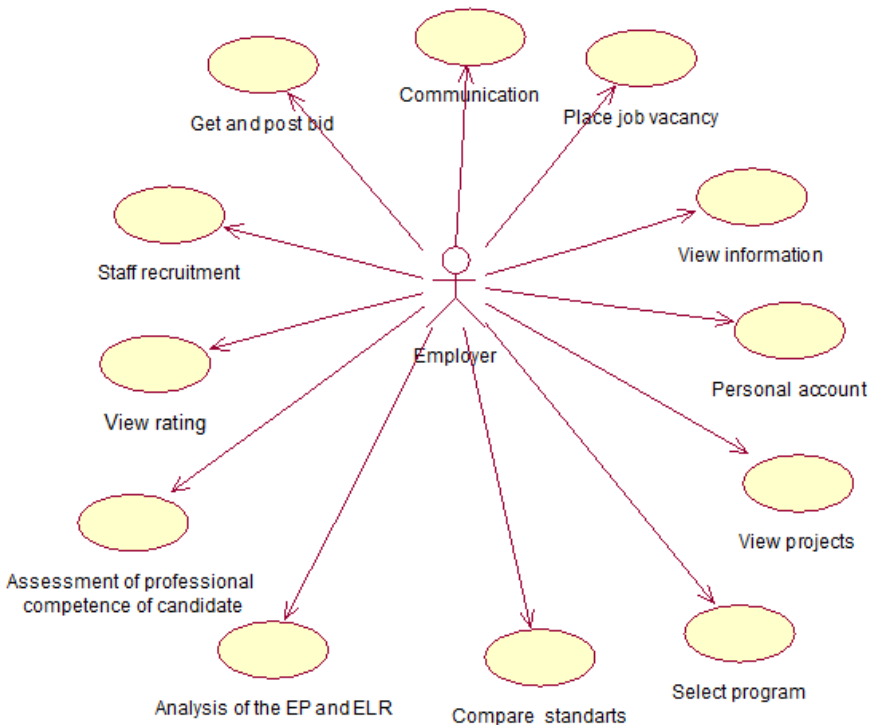 Communication
Get and post bid
Place job vacancy
View information
Staff recruitment
Employer
Personal account
View rating
View projects
Assessment of professional
competence of candidate
Select program
Analysis of the EP and ELR
Compare standarts